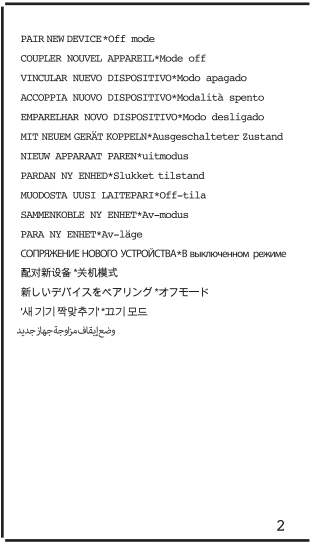 PAIR NEW DEVICE *Off mode
COUPLER NOUVEL APPAREIL*Mode off
VINCULAR NUEVO DISPOSITIVO*Modo apagado
ACCOPPIA NUOVO DISPOSITIVO*Modalità spento
EMPARELHAR NOVO DISPOSITIVO*Modo desligado
MIT NEUEM GERÄT KOPPELN*Ausgeschalteter Zustand
NIEUW APPARAAT PAREN*uitmodus
PARDAN NY ENHED*Slukket tilstand
MUODOSTA UUSI LAITEPARI*Off-tila
SAMMENKOBLE NY ENHET*Av-modus
PARA NY ENHET*Av-läge
СОПРЯЖЕНИЕ НОВОГО УСТРОЙСТВА*В выключенном режиме
配对新设备 *关机模式
新しいデバイスをペアリング *オフモード
'새 기기 짝맞추기' *끄기 모드
وضع إيقاف مزاوجة جهاز جديد
2